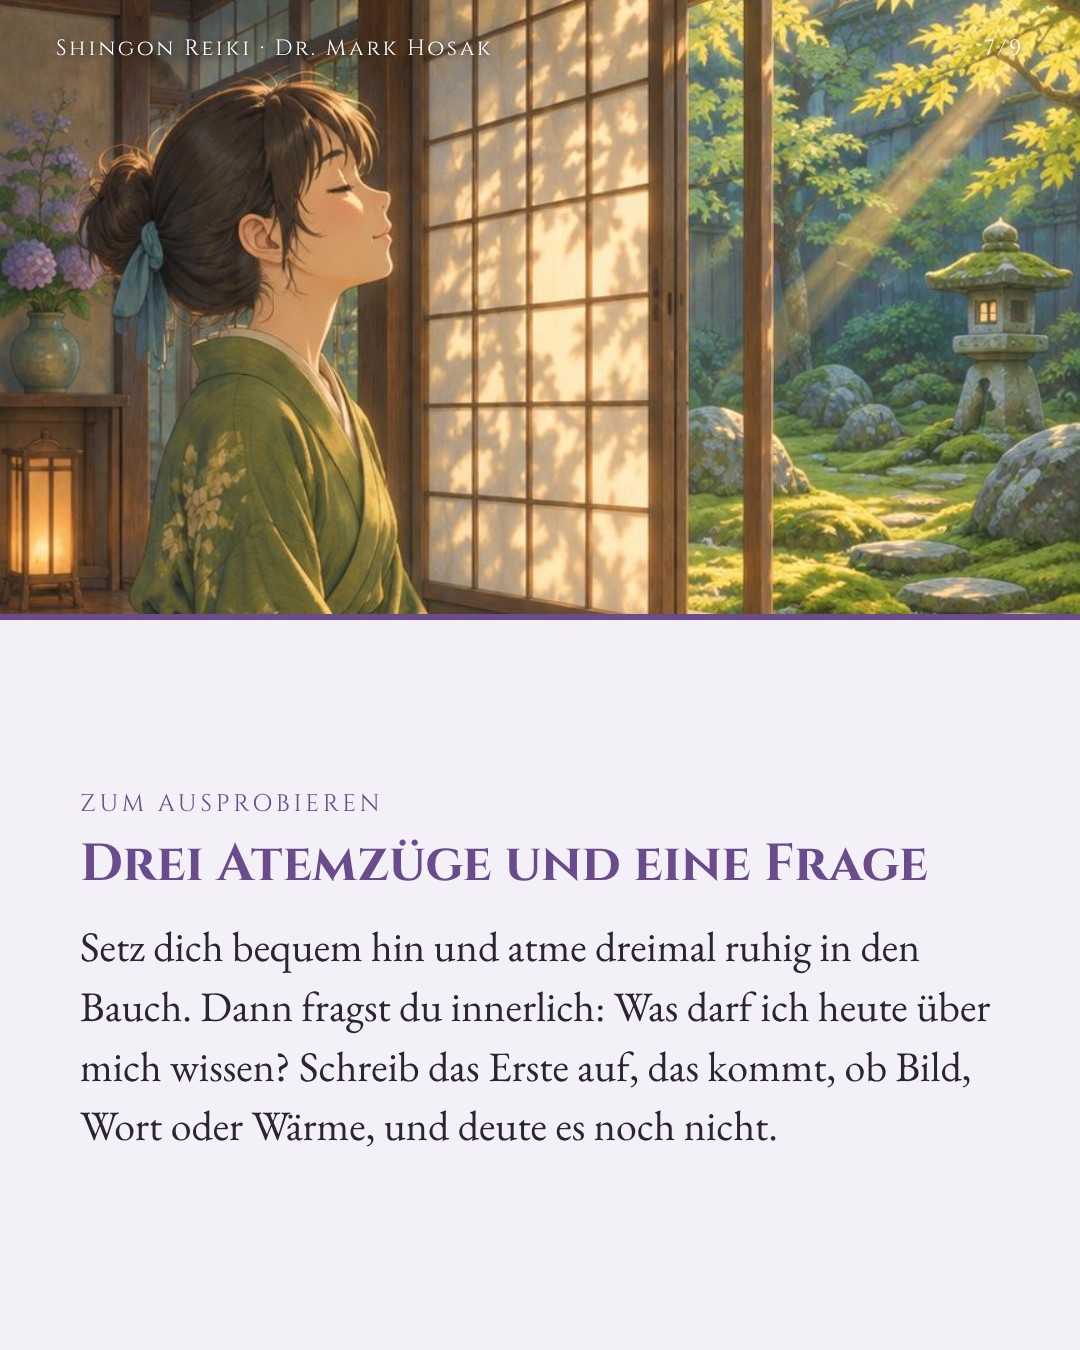 Shingon Reiki · Dr. Mark Hosak
7/9
ZUM AUSPROBIEREN
Drei Atemzüge und eine Frage
Setz dich bequem hin und atme dreimal ruhig in den
Bauch. Dann fragst du innerlich: Was darf ich heute über
mich wissen? Schreib das Erste auf, das kommt, ob Bild,
Wort oder Wärme, und deute es noch nicht.